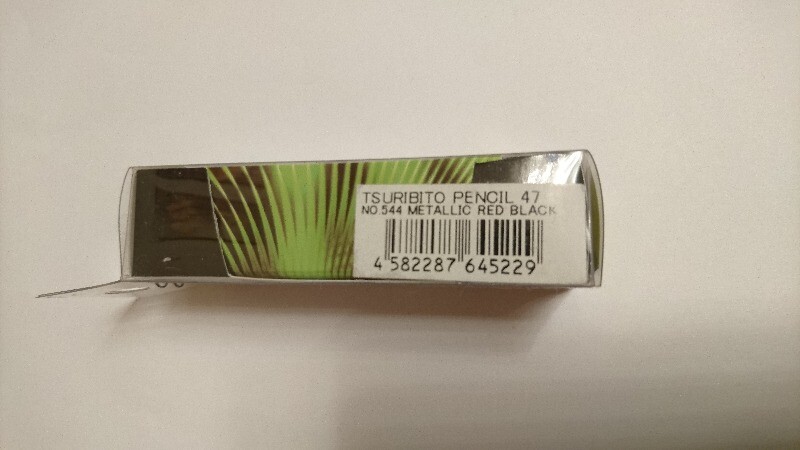 TSURIBITO PENCIL 47
NO.544 METALLIC RED BLACK
4 582287 645229